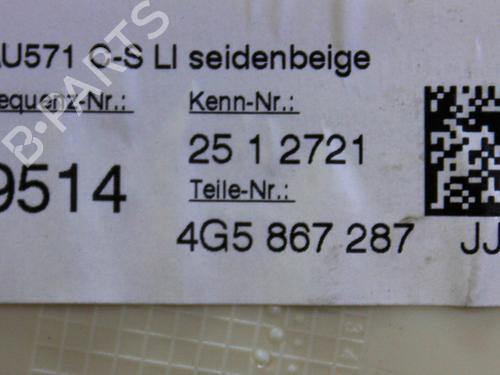 AU571 C-S LI seidenbeige
equenz-Nr.: Kenn-Nr.:
9514 25 1 2721
Teile-Nr.:
4G5 867 287 JJ
B-PARTS